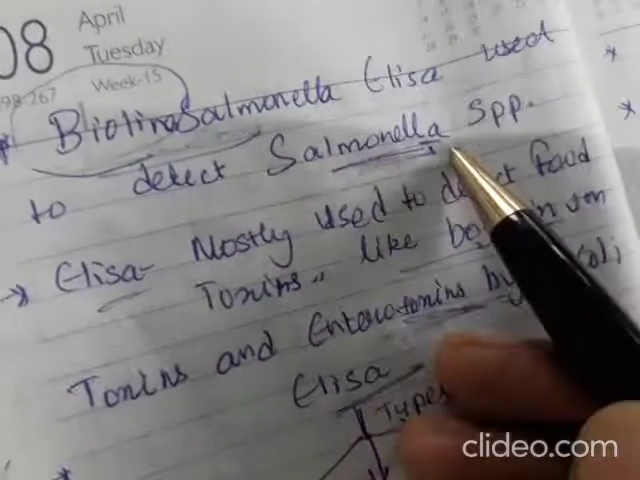 08
April
Tuesday
Week-15
98-267
Biotina Salmonella Elisa used
to detect Salmonella Spp.
→ Elisa- Mostly used to detect food
Toxins,, like
Toxins and Enterotoxins by
Elisa
Types
clideo.com